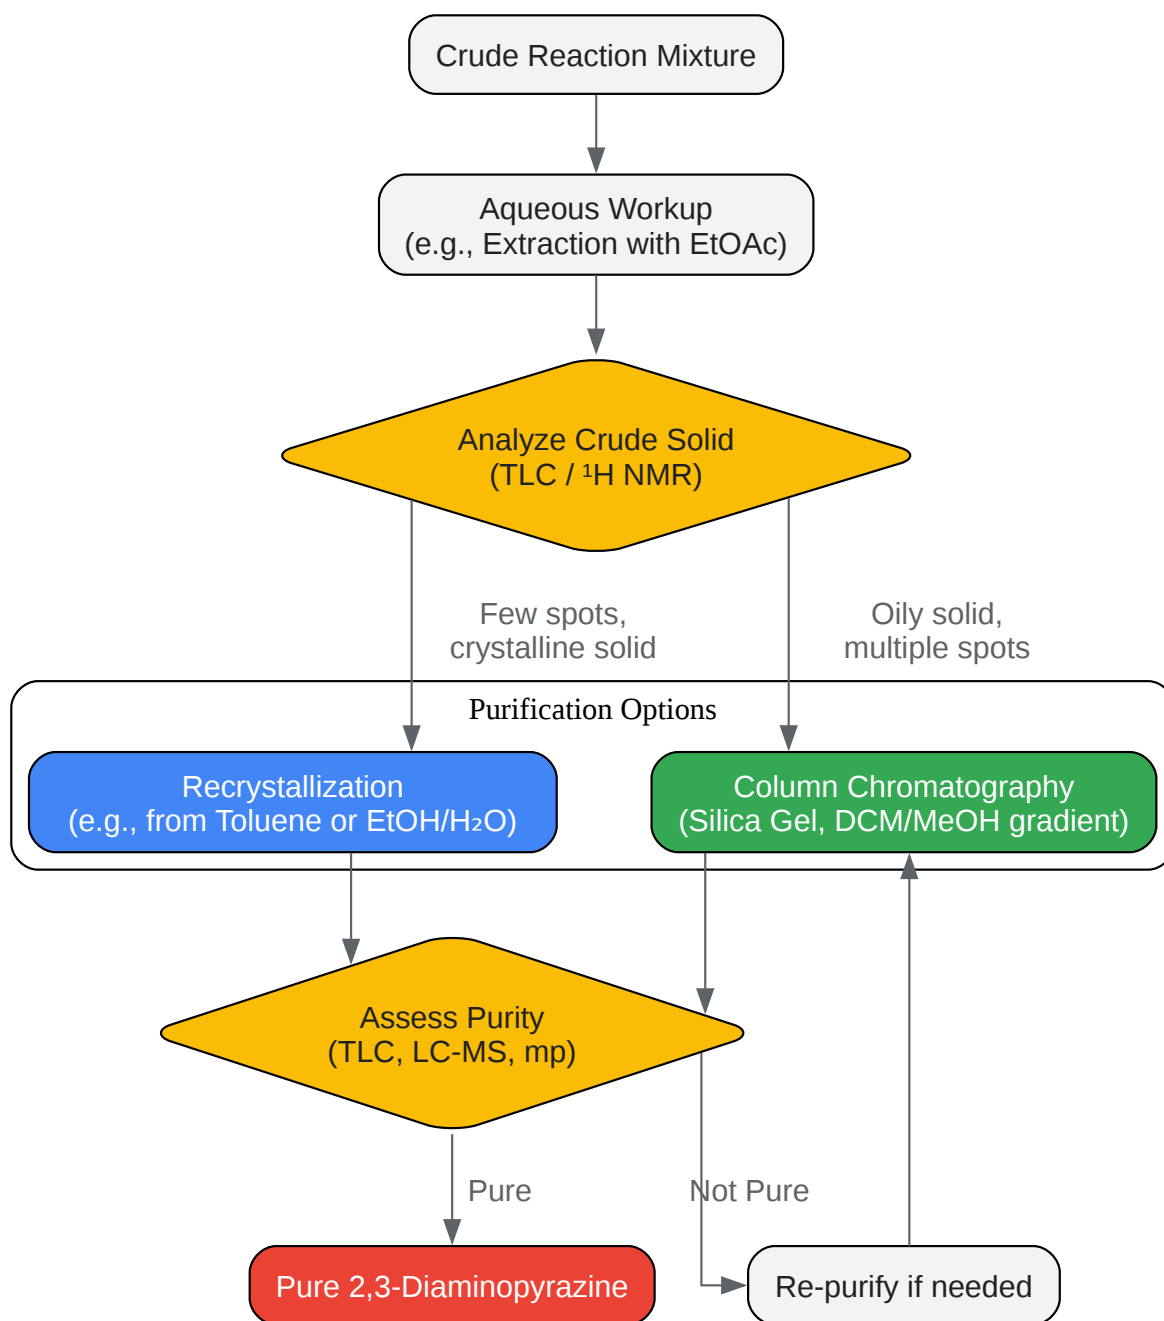 Crude Reaction Mixture
Aqueous Workup
(e.g., Extraction with EtOAc)
Analyze Crude Solid
(TLC / ¹H NMR)
Few spots,
crystalline solid
Oily solid,
multiple spots
Purification Options
Recrystallization
(e.g., from Toluene or EtOH/H₂O)
Column Chromatography
(Silica Gel, DCM/MeOH gradient)
Assess Purity
(TLC, LC-MS, mp)
Pure
Not Pure
Pure 2,3-Diaminopyrazine
Re-purify if needed